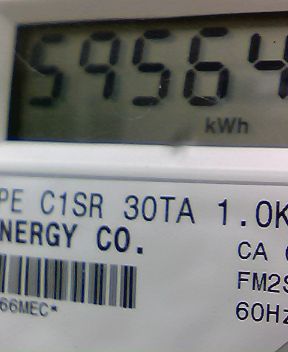 59564
kWh
PE C1SR 30TA 1.0K
NERGY CO.
CA
FM2S
66MEC*
60Hz